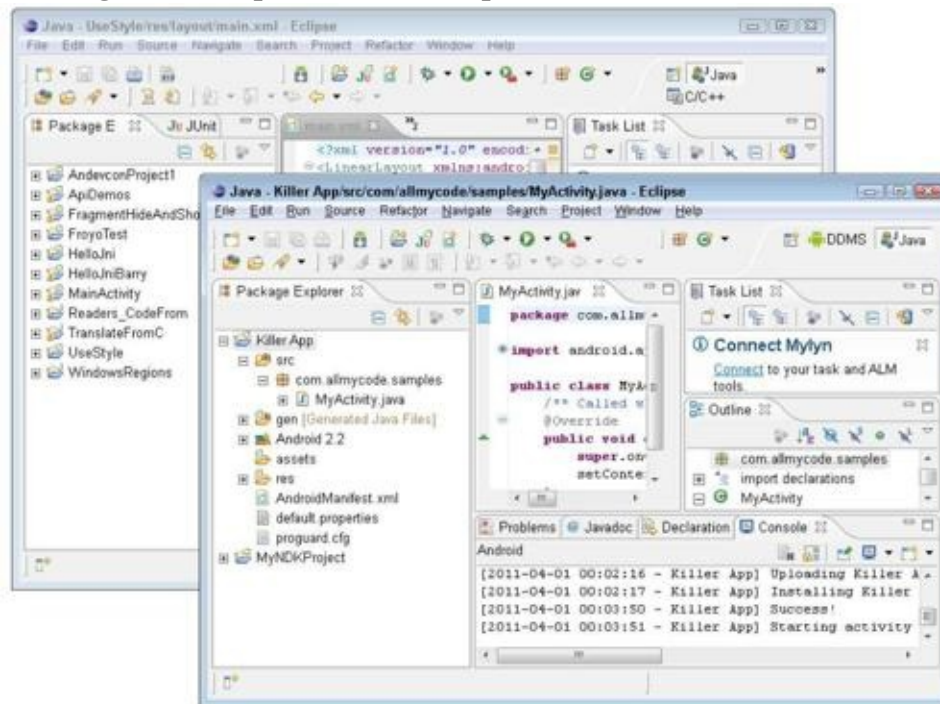 Java - UseStyle/res/layout/main.xml - Eclipse
File Edit Run Source Navigate Search Project Refactor Window Help
Java
C/C++
Package E
JUnit
main.xml
Task List
<?xml version="1.0" encod:
<LinearLayout xmlns:andro:
AndevconProject1
ApiDemos
FragmentHideAndSho
FroyoTest
HelloJni
HelloJniBarry
MainActivity
Readers_CodeFrom
TranslateFromC
UseStyle
WindowsRegions
Java - Killer App/src/com/allmycode/samples/MyActivity.java - Eclipse
File Edit Run Source Refactor Navigate Search Project Window Help
DDMS
Java
Package Explorer
Killer App
src
com.allmycode.samples
MyActivity.java
gen [Generated Java Files]
Android 2.2
assets
res
AndroidManifest.xml
default.properties
proguard.cfg
MyNDKProject
MyActivity.jav
package com.allm
import android.a
public class MyA
/** Called w
@Override
public void
super.on
setConte
Task List
Connect Mylyn
Connect to your task and ALM
tools.
Outline
com.allmycode.samples
import declarations
MyActivity
Problems
Javadoc
Declaration
Console
Android
[2011-04-01 00:02:16 - Killer App] Uploading Killer A
[2011-04-01 00:02:17 - Killer App] Installing Killer
[2011-04-01 00:03:50 - Killer App] Success!
[2011-04-01 00:03:51 - Killer App] Starting activity